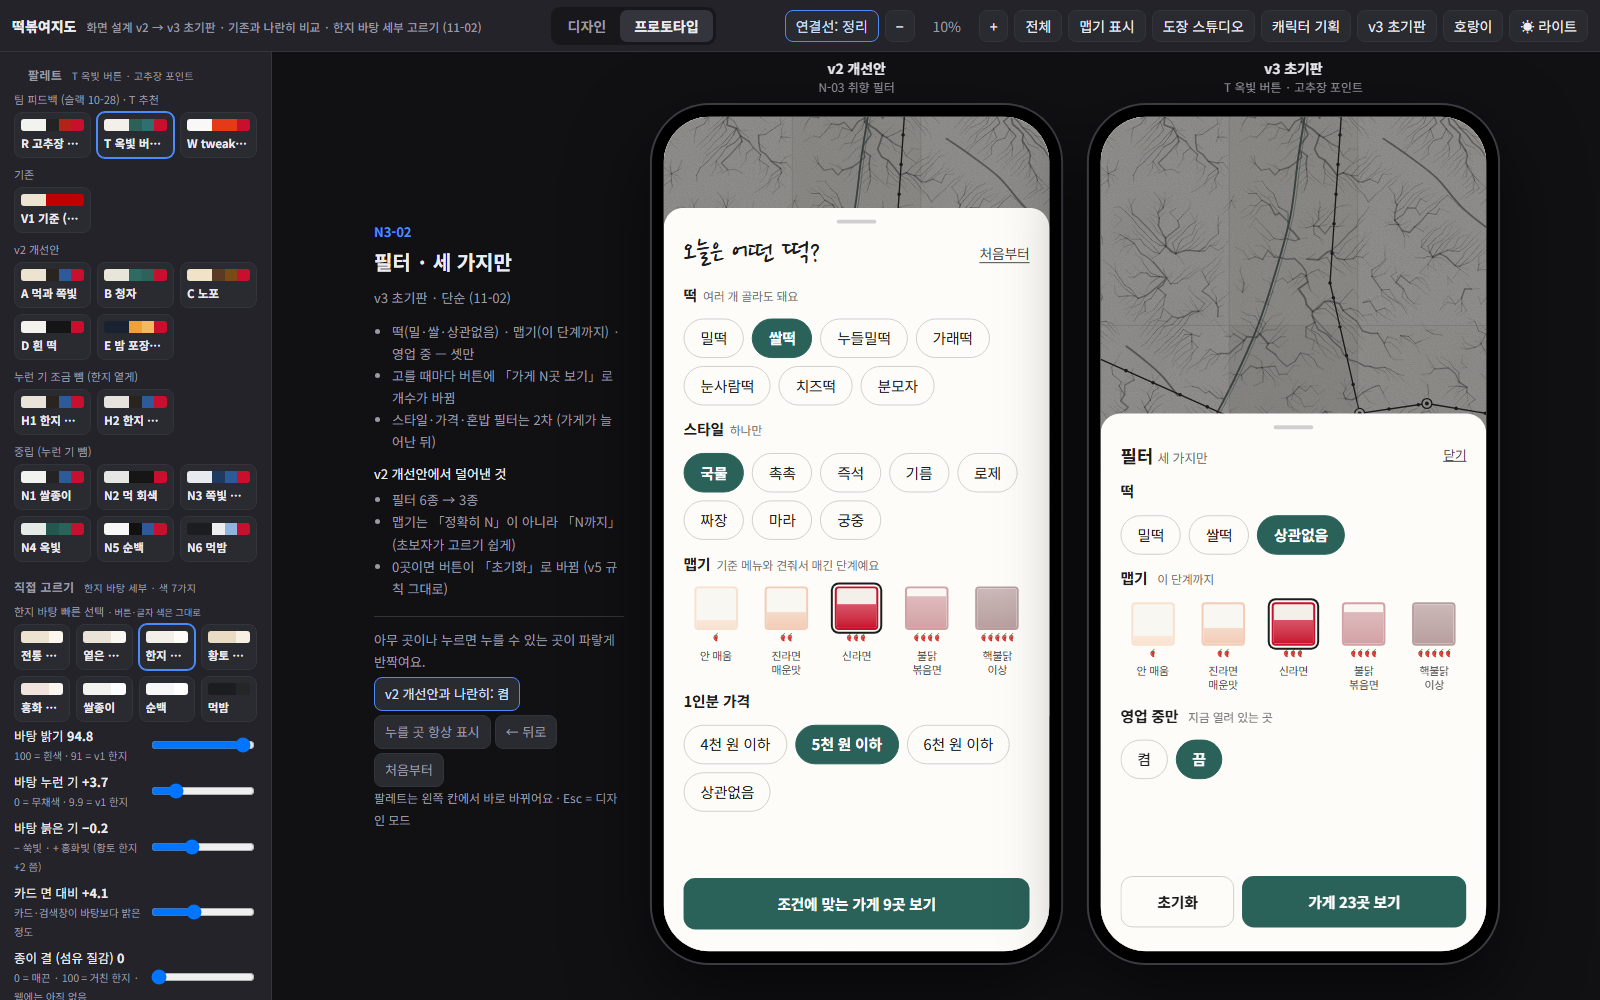 떡볶여지도 화면 설계 v2 → v3 초기판 · 기존과 나란히 비교 · 한지 바탕 세부 고르기 (11-02)
디자인 프로토타입
연결선: 정리 − 10% + 전체 맵기 표시 도장 스튜디오 캐릭터 기획 v3 초기판 호랑이 ☀ 라이트
팔레트 T 옥빛 버튼 · 고추장 포인트
팀 피드백 (슬랙 10-28) · T 추천
R 고추장 … T 옥빛 버… W tweak…
기존
V1 기준 (…
v2 개선안
A 먹과 쪽빛 B 청자 C 노포
D 흰 떡 E 밤 포장…
누런 기 조금 뺌 (한지 옅게)
H1 한지 … H2 한지 …
중립 (누런 기 뺌)
N1 쌀종이 N2 먹 회색 N3 쪽빛 …
N4 옥빛 N5 순백 N6 먹밤
직접 고르기 한지 바탕 세부 · 색 7가지
한지 바탕 빠른 선택 · 버튼·글자 색은 그대로
전통 … 옅은 … 한지 … 황토 …
홍화 … 쌀종이 순백 먹밤
바탕 밝기 94.8
100 = 흰색 · 91 = v1 한지
바탕 누런 기 +3.7
0 = 무채색 · 9.9 = v1 한지
바탕 붉은 기 −0.2
− 쑥빛 · + 홍화빛 (황토 한지
+2 쯤)
카드 면 대비 +4.1
카드·검색창이 바탕보다 밝은
정도
종이 결 (섬유 질감) 0
0 = 매끈 · 100 = 거친 한지 ·
웹에는 아직 없음
N3-02
필터 · 세 가지만
v3 초기판 · 단순 (11-02)
• 떡(밀·쌀·상관없음) · 맵기(이 단계까지) ·
영업 중 — 셋만
• 고를 때마다 버튼에 「가게 N곳 보기」로
개수가 바뀜
• 스타일·가격·혼밥 필터는 2차 (가게가 늘
어난 뒤)
v2 개선안에서 덜어낸 것
• 필터 6종 → 3종
• 맵기는 「정확히 N」이 아니라 「N까지」
(초보자가 고르기 쉽게)
• 0곳이면 버튼이 「초기화」로 바뀜 (v5 규
칙 그대로)
아무 곳이나 누르면 누를 수 있는 곳이 파랗게
반짝여요.
v2 개선안과 나란히: 켬
누를 곳 항상 표시 ← 뒤로
처음부터
팔레트는 왼쪽 칸에서 바로 바뀌어요 · Esc = 디자
인 모드
v2 개선안
N-03 취향 필터
오늘은 어떤 떡?
처음부터
떡 여러 개 골라도 돼요
밀떡 쌀떡 누들밀떡 가래떡
눈사람떡 치즈떡 분모자
스타일 하나만
국물 촉촉 즉석 기름 로제
짜장 마라 궁중
맵기 기준 메뉴와 견줘서 매긴 단계예요
안 매움 진라면 신라면 불닭 핵불닭
매운맛 볶음면 이상
1인분 가격
4천 원 이하 5천 원 이하 6천 원 이하
상관없음
조건에 맞는 가게 9곳 보기
v3 초기판
T 옥빛 버튼 · 고추장 포인트
필터 세 가지만
닫기
떡
밀떡 쌀떡 상관없음
맵기 이 단계까지
안 매움 진라면 신라면 불닭 핵불닭
매운맛 볶음면 이상
영업 중만 지금 열려 있는 곳
켬 끔
초기화 가게 23곳 보기